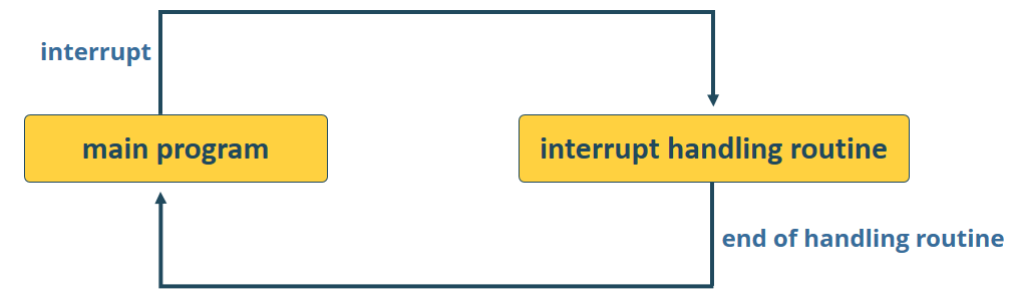 interrupt
main program
interrupt handling routine
end of handling routine